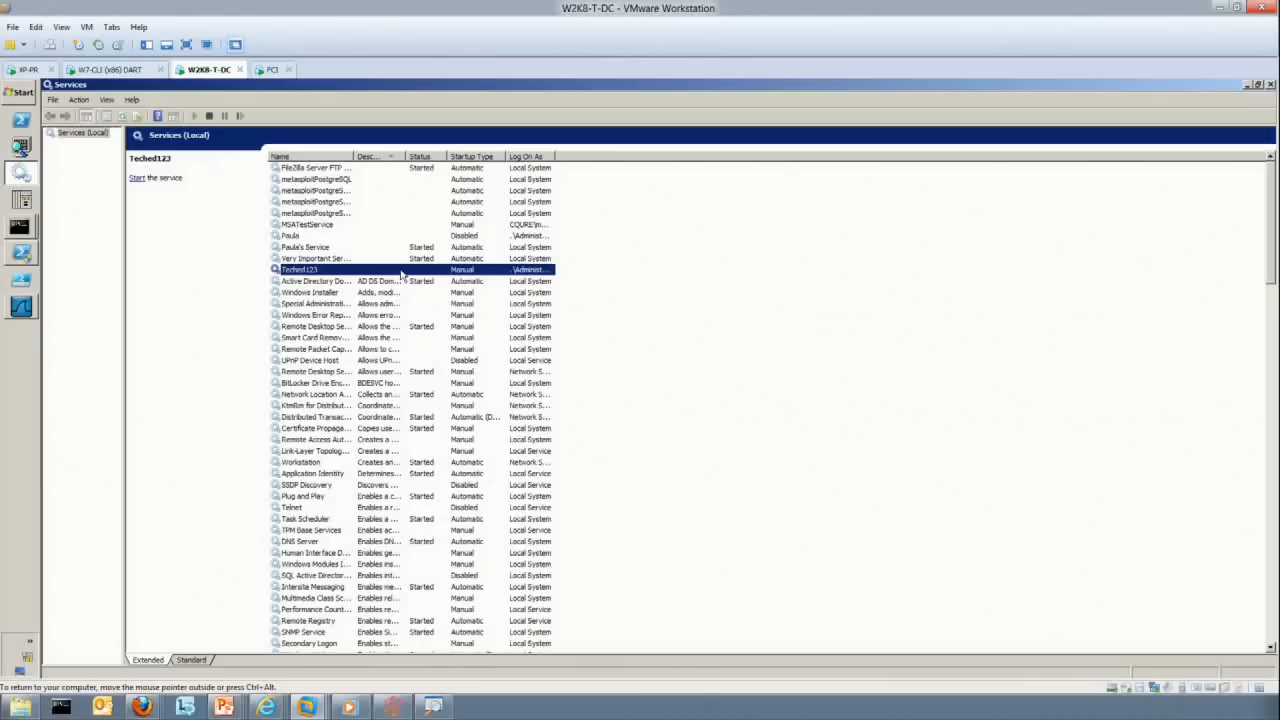 W2K8-T-DC - VMware Workstation
File Edit View VM Tabs Help
XP-PR W7-CLI (x86) DART W2K8-T-DC FCI
Start Services
File Action View Help
Services (Local) Services (Local)
Teched123
Start the service
Name Desc... Status Startup Type Log On As
FileZilla Server FTP ... Started Automatic Local System
metasploitPostgreSQL Automatic Local System
metasploitPostgreS... Automatic Local System
metasploitPostgreS... Automatic Local System
metasploitPostgreS... Automatic Local System
MSATestService Manual CQURE\m...
Paula Disabled .\Administ...
Paula's Service Started Automatic Local System
Very Important Ser... Started Automatic Local System
Teched123 Manual .\Administ...
Active Directory Do... AD DS Dom... Started Automatic Local System
Windows Installer Adds, modi... Manual Local System
Special Administrati... Allows adm... Manual Local System
Windows Error Rep... Allows erro... Manual Local System
Remote Desktop Se... Allows the ... Started Manual Local System
Smart Card Remov... Allows the ... Manual Local System
Remote Packet Cap... Allows to c... Manual Local System
UPnP Device Host Allows UPn... Disabled Local Service
Remote Desktop Se... Allows user... Started Manual Network S...
BitLocker Drive Enc... BDESVC ho... Manual Local System
Network Location A... Collects an... Started Automatic Network S...
KtmRm for Distribut... Coordinate... Manual Network S...
Distributed Transac... Coordinate... Started Automatic (D... Network S...
Certificate Propaga... Copies use... Started Manual Local System
Remote Access Aut... Creates a ... Manual Local System
Link-Layer Topolog... Creates a ... Manual Local Service
Workstation Creates an... Started Automatic Network S...
Application Identity Determines... Started Automatic Local Service
SSDP Discovery Discovers ... Disabled Local Service
Plug and Play Enables a c... Started Automatic Local System
Telnet Enables a ... Disabled Local Service
Task Scheduler Enables a ... Started Automatic Local System
TPM Base Services Enables ac... Manual Local Service
DNS Server Enables DN... Started Automatic Local System
Human Interface D... Enables ge... Manual Local System
Windows Modules I... Enables ins... Manual Local System
SQL Active Director... Enables int... Disabled Local System
Intersite Messaging Enables me... Started Automatic Local System
Multimedia Class Sc... Enables rel... Manual Local System
Performance Count... Enables re... Manual Local Service
Remote Registry Enables re... Started Automatic Local Service
SNMP Service Enables Si... Started Automatic Local System
Secondary Logon Enables st... Manual Local System
Extended Standard
To return to your computer, move the mouse pointer outside or press Ctrl+Alt.